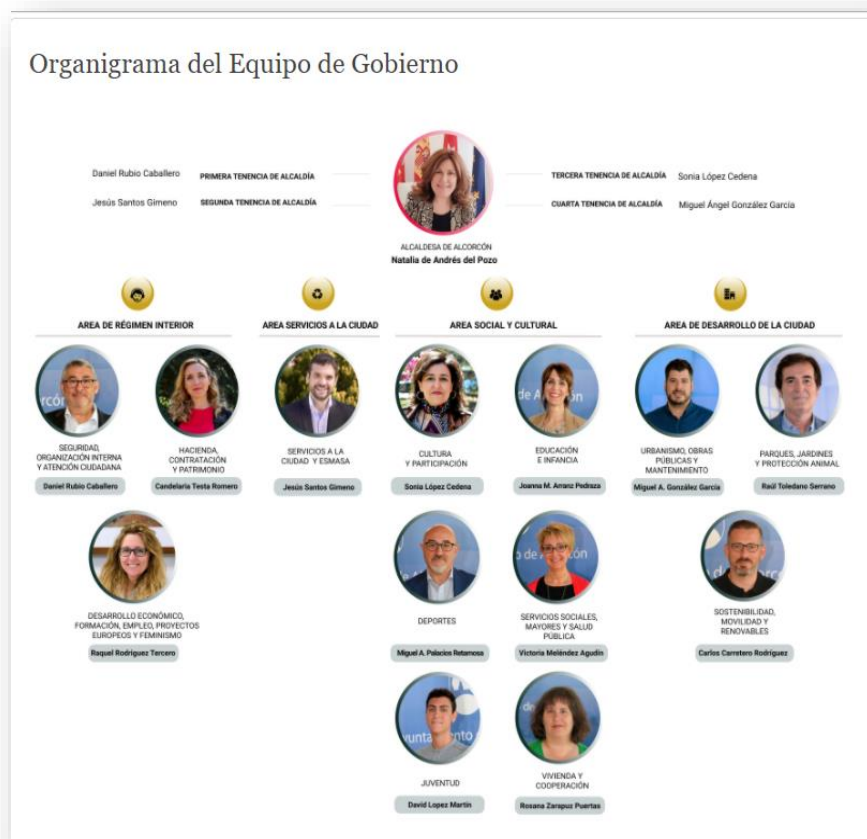 Organigrama del Equipo de Gobierno
Daniel Rubio Caballero PRIMERA TENENCIA DE ALCALDÍA TERCERA TENENCIA DE ALCALDÍA Sonia López Cedena
Jesús Santos Gimeno SEGUNDA TENENCIA DE ALCALDÍA CUARTA TENENCIA DE ALCALDÍA Miguel Ángel González García
ALCALDESA DE ALCORCÓN
Natalia de Andrés del Pozo
AREA DE RÉGIMEN INTERIOR
SEGURIDAD,
ORGANIZACIÓN INTERNA
Y ATENCIÓN CIUDADANA
Daniel Rubio Caballero
HACIENDA,
CONTRATACIÓN
Y PATRIMONIO
Candelaria Testa Romero
DESARROLLO ECONÓMICO,
FORMACIÓN, EMPLEO, PROYECTOS
EUROPEOS Y FEMINISMO
Raquel Rodríguez Tercero
AREA SERVICIOS A LA CIUDAD
SERVICIOS A LA
CIUDAD Y ESMASA
Jesús Santos Gimeno
AREA SOCIAL Y CULTURAL
CULTURA
Y PARTICIPACIÓN
Sonia López Cedena
EDUCACIÓN
E INFANCIA
Joanna M. Arranz Pedraza
DEPORTES
Miguel A. Palacios Retamosa
SERVICIOS SOCIALES,
MAYORES Y SALUD
PÚBLICA
Victoria Meléndez Agudín
JUVENTUD
David Lopez Martín
VIVIENDA Y
COOPERACIÓN
Rosana Zarapuz Puertas
AREA DE DESARROLLO DE LA CIUDAD
URBANISMO, OBRAS
PÚBLICAS Y
MANTENIMIENTO
Miguel A. González García
PARQUES, JARDINES
Y PROTECCIÓN ANIMAL
Raúl Toledano Serrano
SOSTENIBILIDAD,
MOVILIDAD Y
RENOVABLES
Carlos Carretero Rodríguez